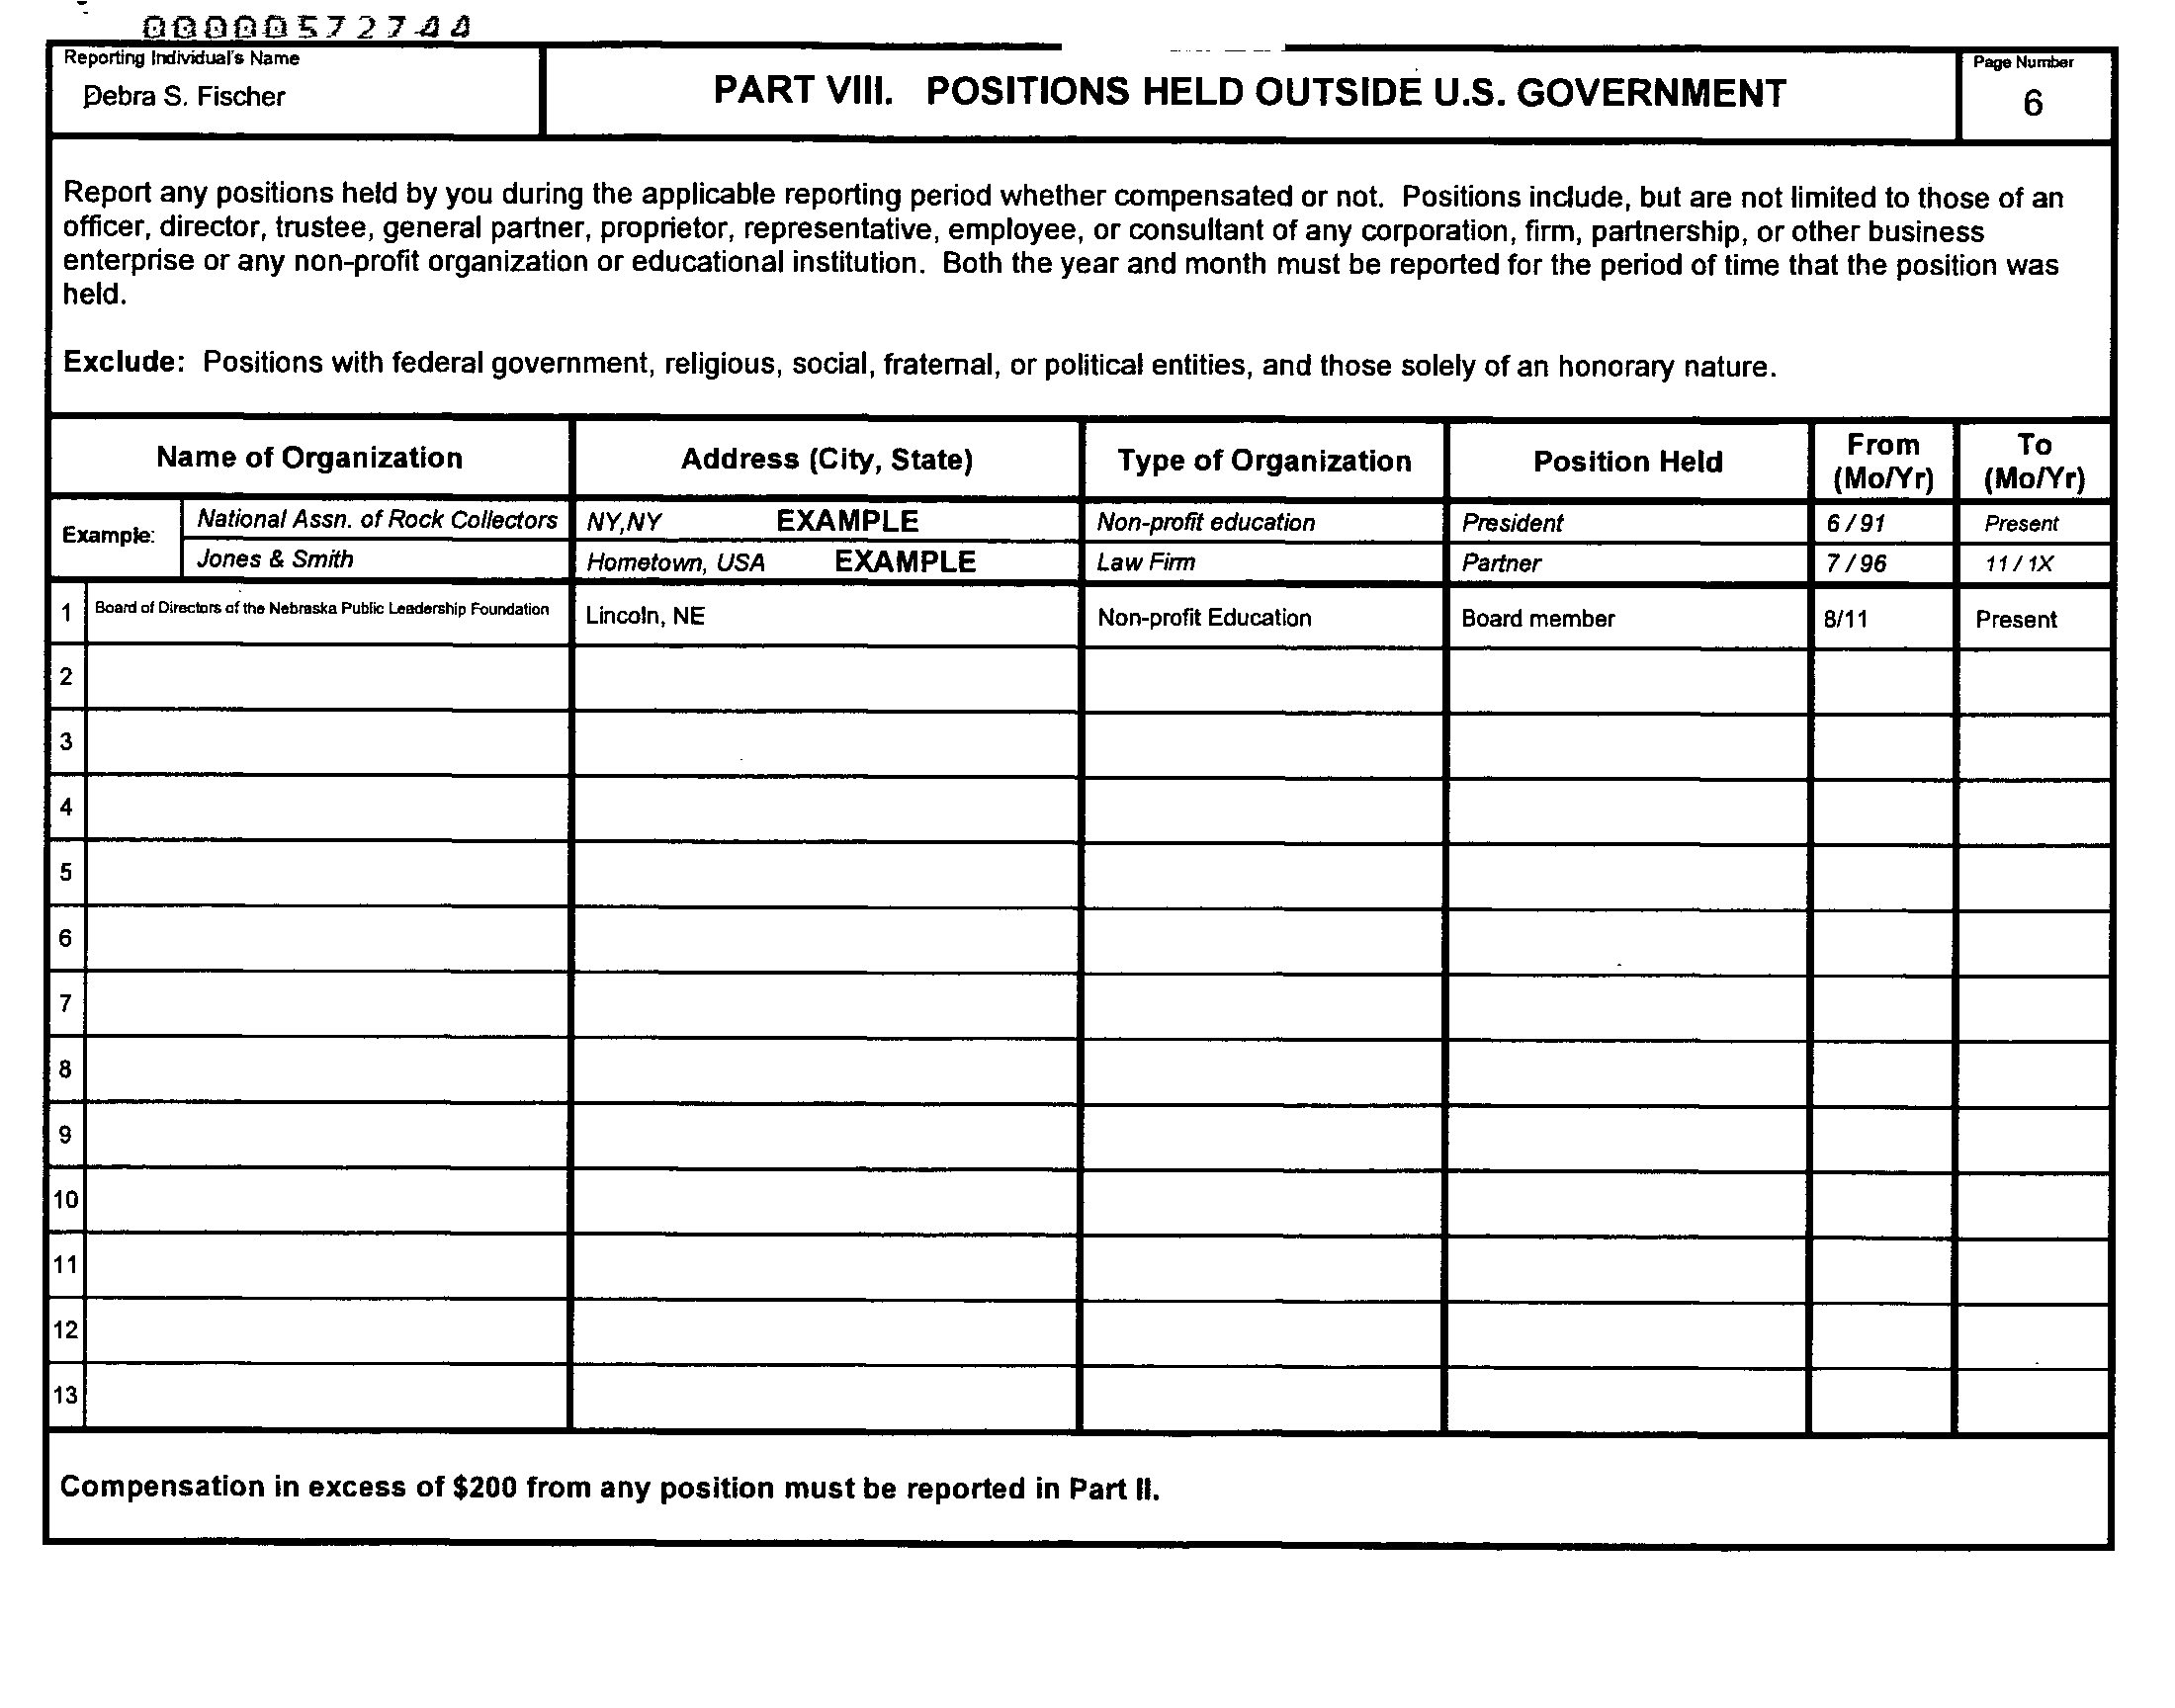 00000572744
Reporting Individual's Name
Debra S. Fischer
PART VIII. POSITIONS HELD OUTSIDE U.S. GOVERNMENT
Page Number
6
Report any positions held by you during the applicable reporting period whether compensated or not. Positions include, but are not limited to those of an
officer, director, trustee, general partner, proprietor, representative, employee, or consultant of any corporation, firm, partnership, or other business
enterprise or any non-profit organization or educational institution. Both the year and month must be reported for the period of time that the position was
held.
Exclude: Positions with federal government, religious, social, fraternal, or political entities, and those solely of an honorary nature.
Name of Organization Address (City, State) Type of Organization Position Held From (Mo/Yr) To (Mo/Yr)
Example: National Assn. of Rock Collectors NY,NY EXAMPLE Non-profit education President 6 / 91 Present
Jones & Smith Hometown, USA EXAMPLE Law Firm Partner 7 / 96 11 / 1X
1 Board of Directors of the Nebraska Public Leadership Foundation Lincoln, NE Non-profit Education Board member 8/11 Present
2
3
4
5
6
7
8
9
10
11
12
13
Compensation in excess of $200 from any position must be reported in Part II.